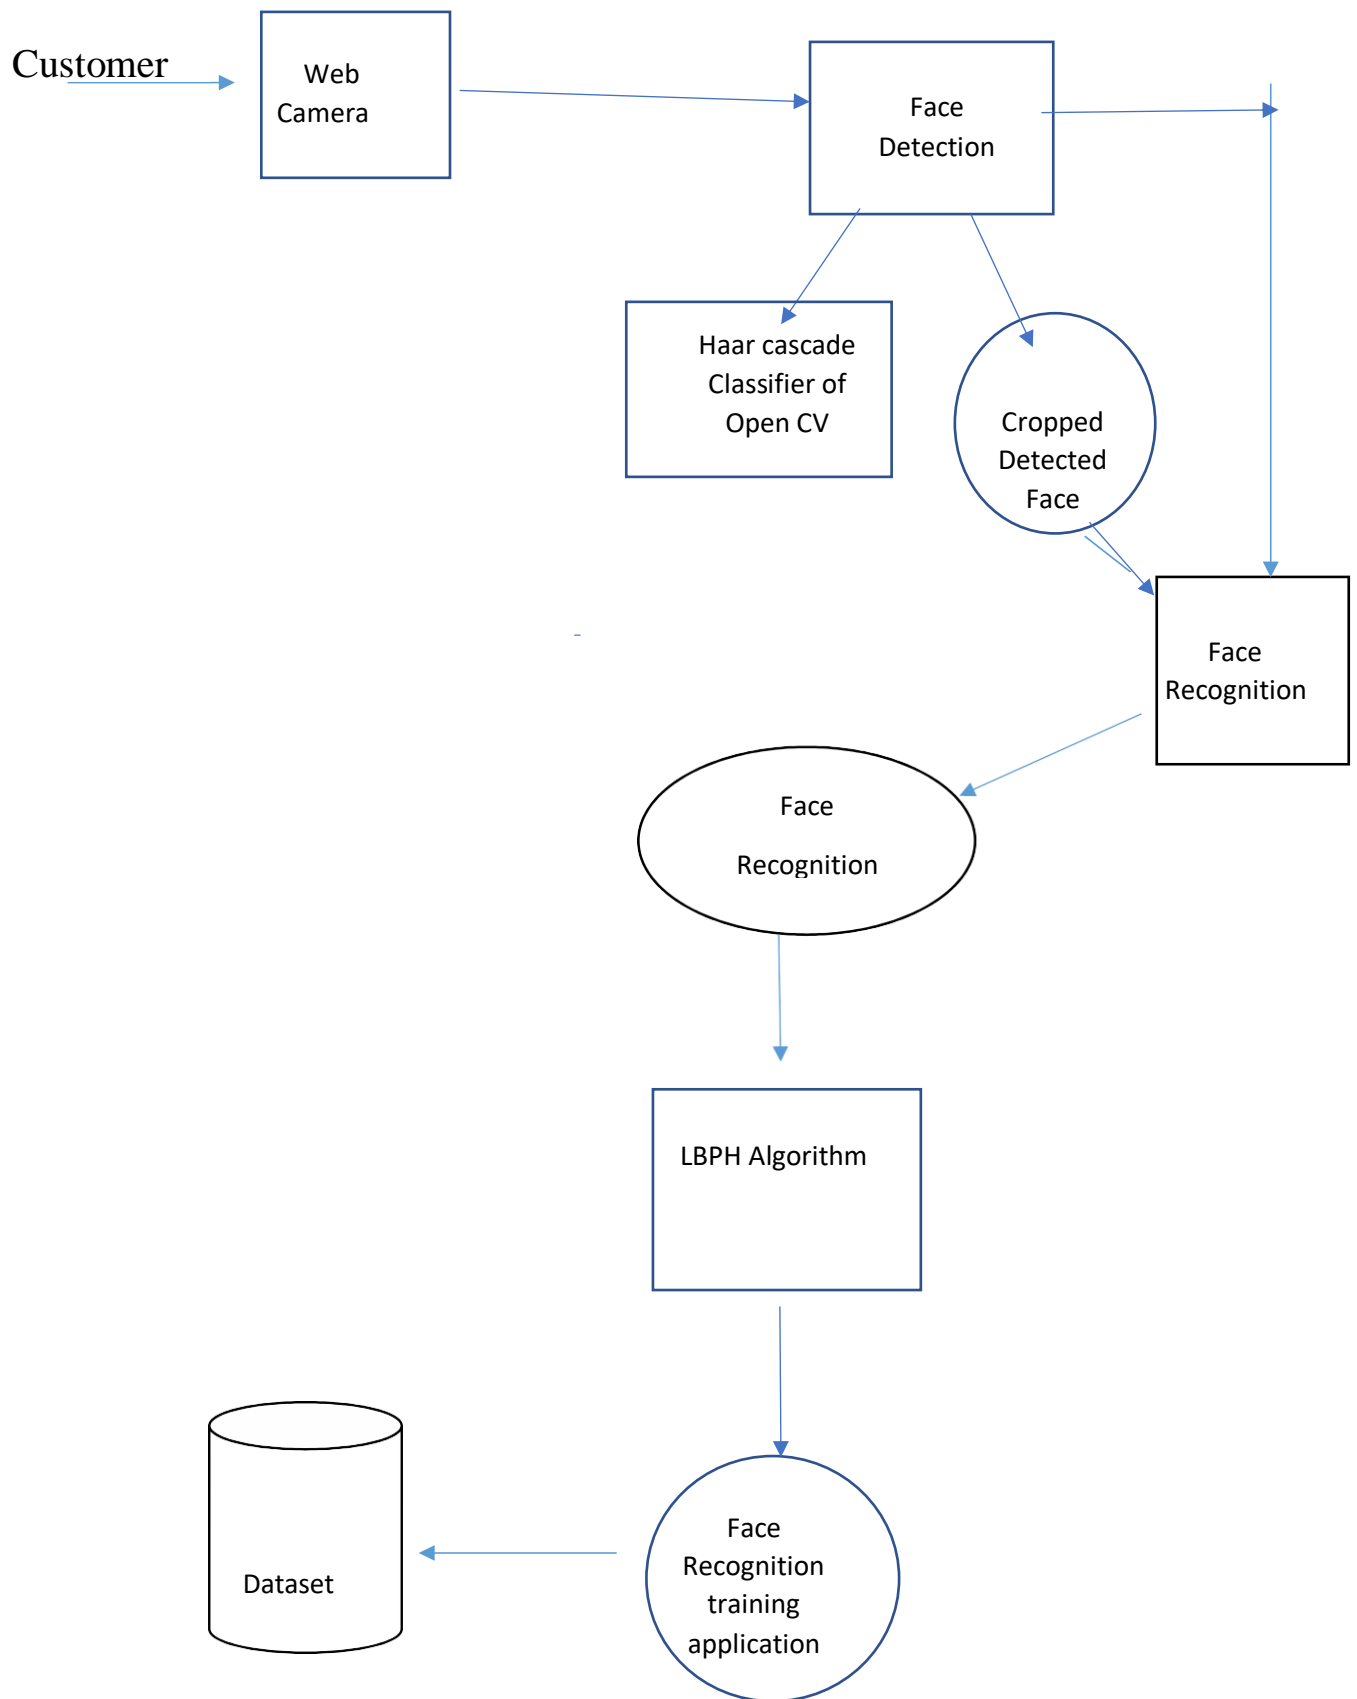 Customer
Web
Camera
Face
Detection
Haar cascade
Classifier of
Open CV
Cropped
Detected
Face
Face
Recognition
Face
Recognition
LBPH Algorithm
Face
Recognition
training
application
Dataset